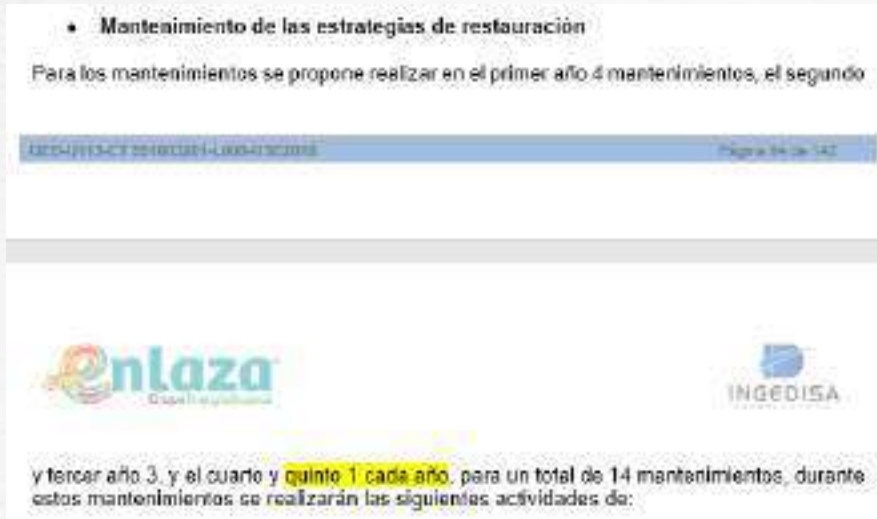 • Mantenimiento de las estrategias de restauración
Para los mantenimientos se propone realizar en el primer año 4 mantenimientos, el segundo
Página 94 de 142
enlaza
Grupo
INGEDISA
y tercer año 3, y el cuarto y quinto 1 cada año, para un total de 14 mantenimientos, durante
estos mantenimientos se realizarán las siguientes actividades de: